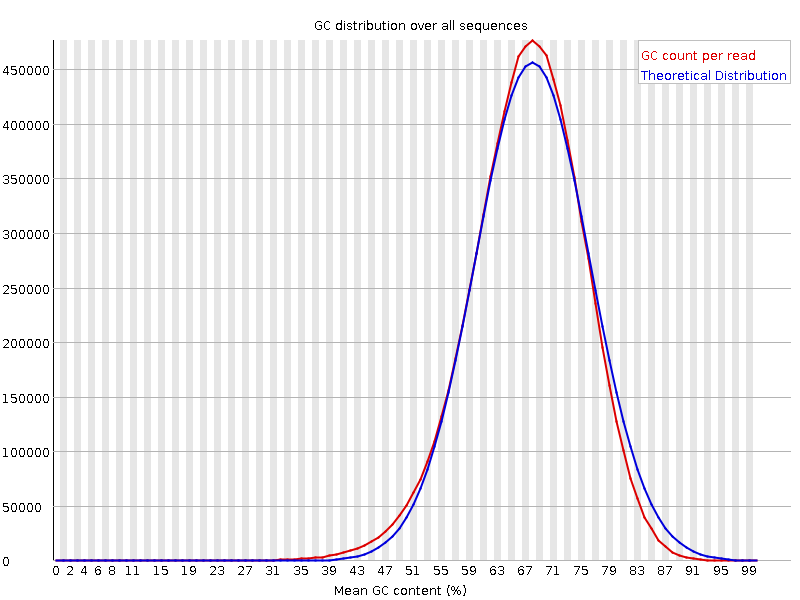 GC distribution over all sequences
GC count per read
Theoretical Distribution
450000
400000
350000
300000
250000
200000
150000
100000
50000
0
0 2 4 6 8 11 15 19 23 27 31 35 39 43 47 51 55 59 63 67 71 75 79 83 87 91 95 99
Mean GC content (%)